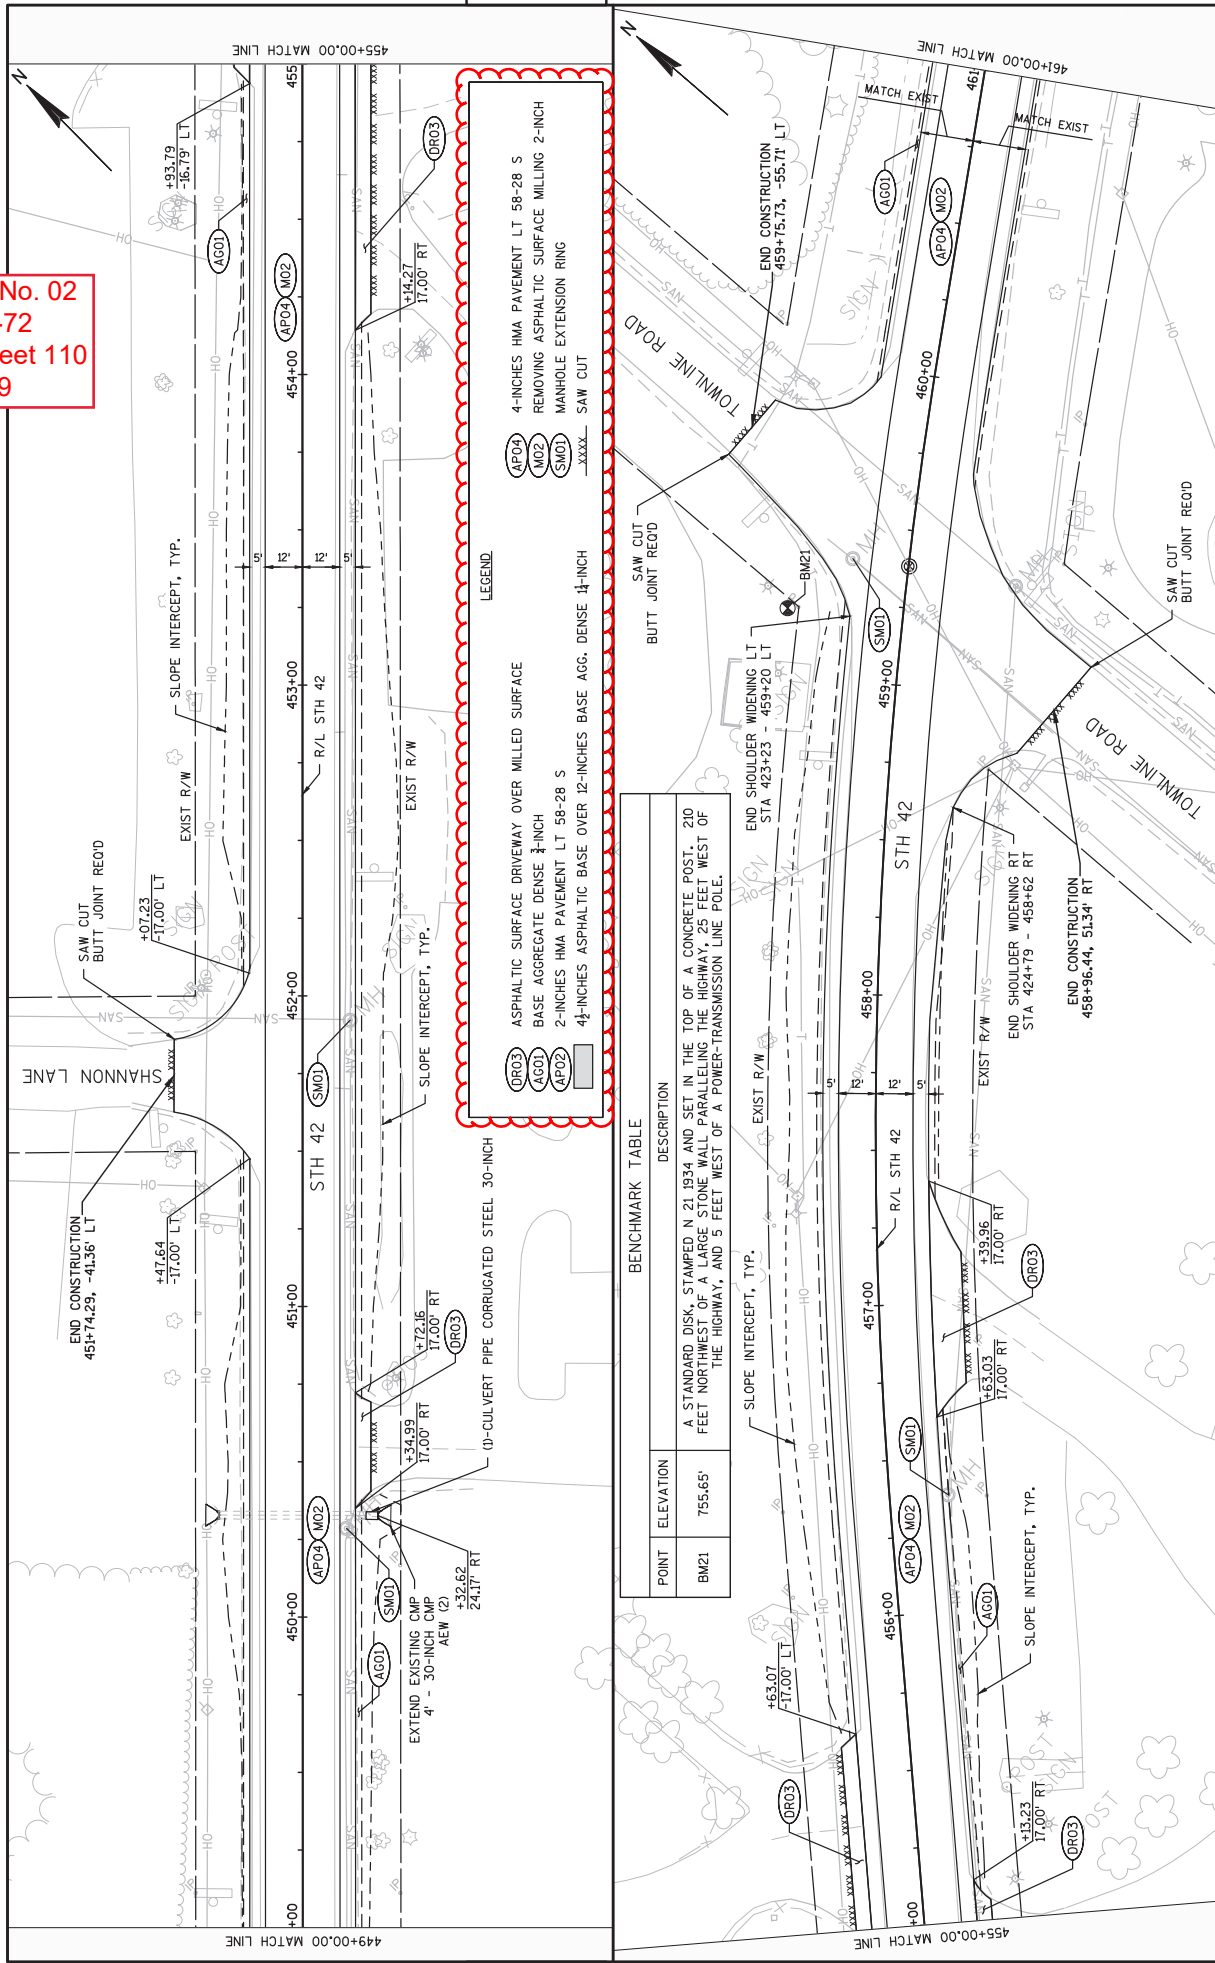 No. 02
-72
eet 110
9
449+00.00 MATCH LINE
455+00.00 MATCH LINE
N
+00
450+00
451+00
452+00
453+00
454+00
455
END CONSTRUCTION
451+74.29, -41.36' LT
SHANNON LANE
SAW CUT
BUTT JOINT REQ'D
+47.64
-17.00' LT
+07.23
-17.00' LT
EXIST R/W
SLOPE INTERCEPT, TYP.
+93.79
-16.79' LT
AG01
AP04
M02
5'
12'
12'
5'
R/L STH 42
STH 42
SM01
AP04
M02
SM01
AG01
EXTEND EXISTING CMP
4' - 30-INCH CMP
AEW (2)
+32.62
24.17' RT
+34.99
17.00' RT
+72.16
17.00' RT
DR03
(1)-CULVERT PIPE CORRUGATED STEEL 30-INCH
SLOPE INTERCEPT, TYP.
EXIST R/W
+14.27
17.00' RT
DR03
LEGEND
DR03 ASPHALTIC SURFACE DRIVEWAY OVER MILLED SURFACE
AG01 BASE AGGREGATE DENSE 3/4-INCH
AP02 2-INCHES HMA PAVEMENT LT 58-28 S
4 1/2-INCHES ASPHALTIC BASE OVER 12-INCHES BASE AGG. DENSE 1 1/4-INCH
AP04 4-INCHES HMA PAVEMENT LT 58-28 S
M02 REMOVING ASPHALTIC SURFACE MILLING 2-INCH
SM01 MANHOLE EXTENSION RING
XXXX SAW CUT
BENCHMARK TABLE
POINT ELEVATION DESCRIPTION
BM21 755.65' A STANDARD DISK, STAMPED N 21 1934 AND SET IN THE TOP OF A CONCRETE POST. 210
FEET NORTHWEST OF A LARGE STONE WALL PARALLELING THE HIGHWAY, 25 FEET WEST OF
THE HIGHWAY, AND 5 FEET WEST OF A POWER-TRANSMISSION LINE POLE.
455+00.00 MATCH LINE
461+00.00 MATCH LINE
N
+00
456+00
457+00
458+00
459+00
460+00
461
DR03
+63.07
-17.00' LT
SLOPE INTERCEPT, TYP.
EXIST R/W
END SHOULDER WIDENING LT
STA 423+23 - 459+20 LT
BM21
SAW CUT
BUTT JOINT REQ'D
TOWNLINE ROAD
END CONSTRUCTION
459+75.73, -55.71' LT
AG01
MATCH EXIST
MATCH EXIST
AP04
M02
SM01
STH 42
5'
12'
12'
5'
R/L STH 42
AP04
M02
SM01
AG01
SLOPE INTERCEPT, TYP.
+13.23
17.00' RT
DR03
+63.03
17.00' RT
+39.96
17.00' RT
DR03
EXIST R/W
END SHOULDER WIDENING RT
STA 424+79 - 458+62 RT
END CONSTRUCTION
458+96.44, 51.34' RT
TOWNLINE ROAD
SAW CUT
BUTT JOINT REQ'D